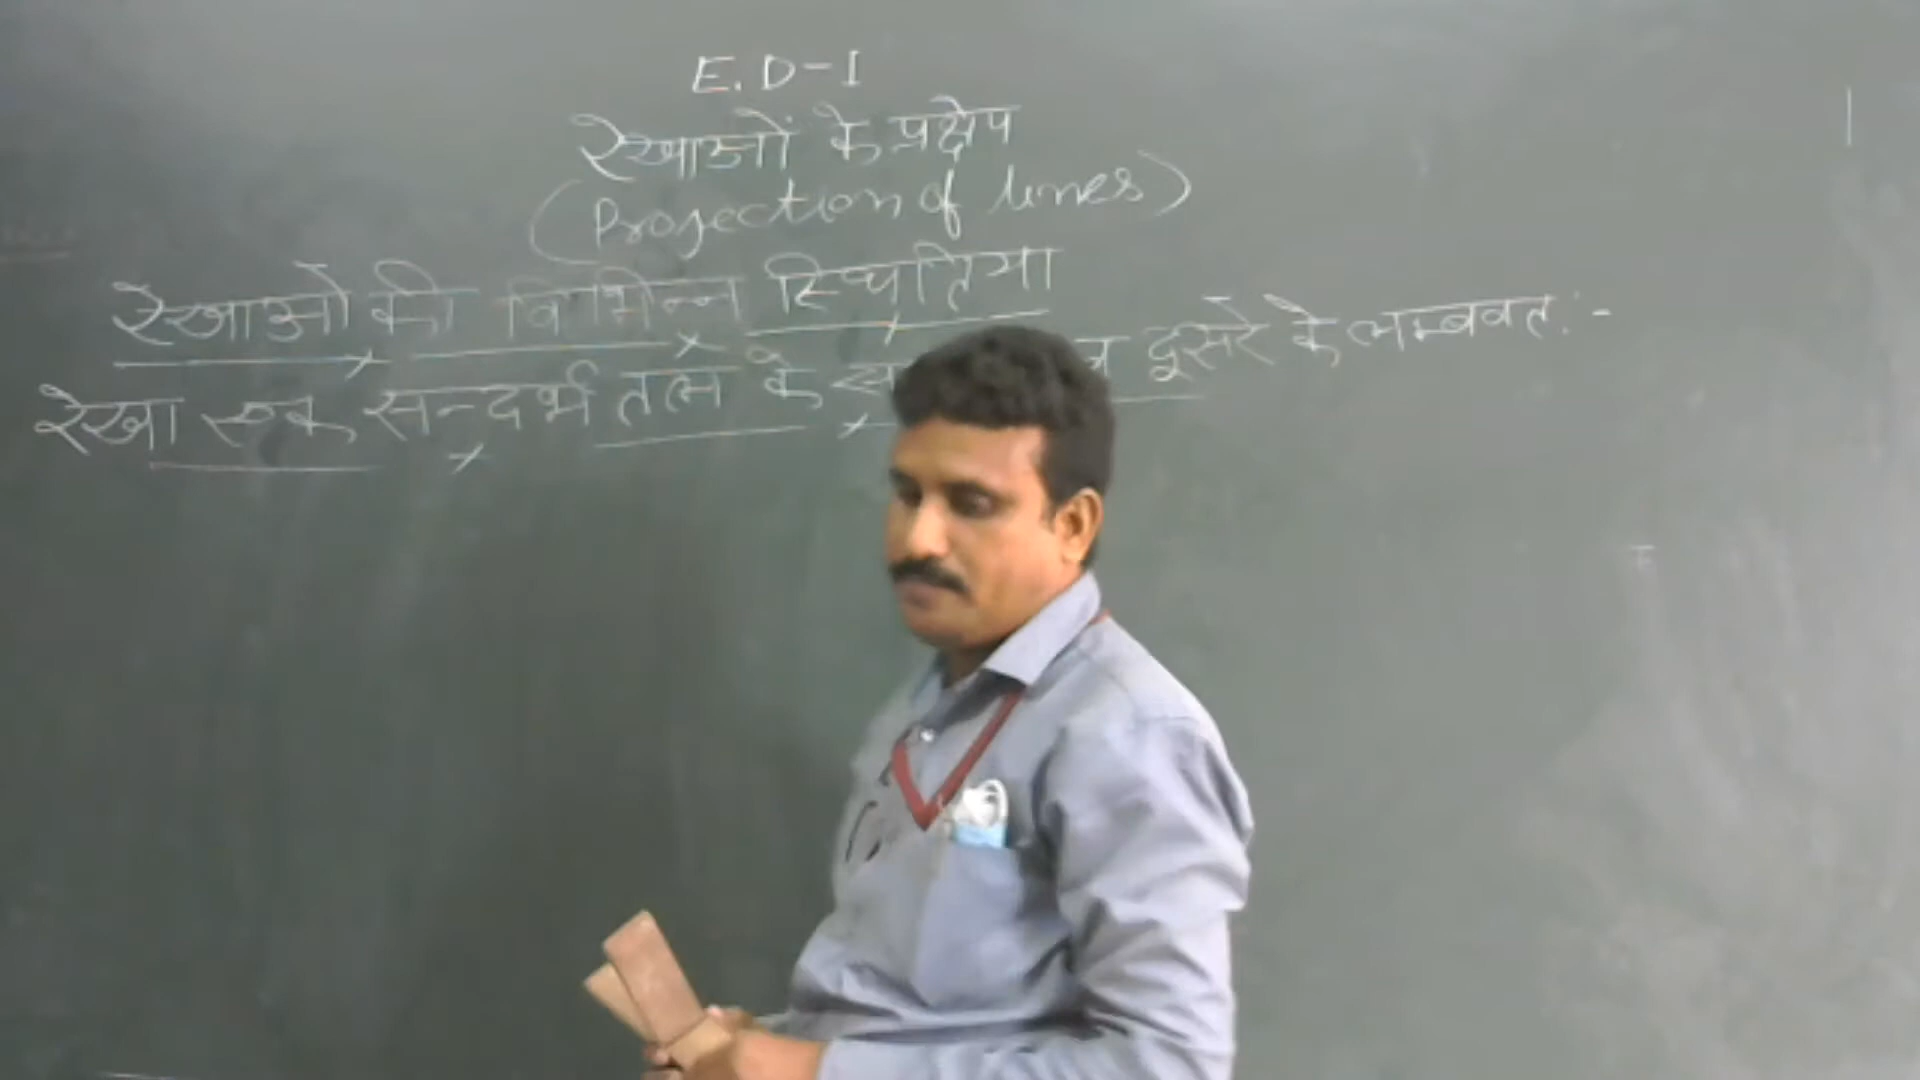 E.D-I
रेखाओं के प्रक्षेप
(Projection of lines)
रेखाओ की विभिन्न स्थितिया
रेखा एक सन्दर्भ तल के दूसरे के लम्बवत:-